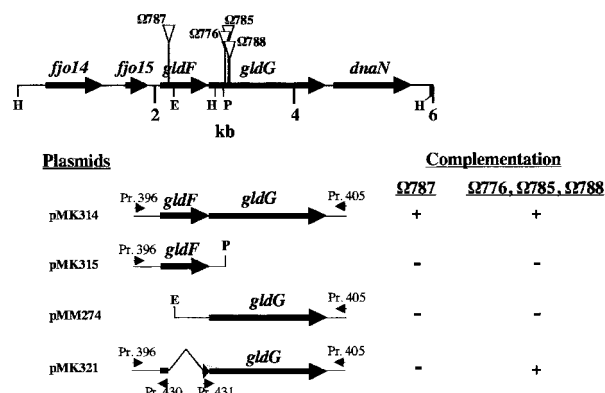 Ω787
Ω785
Ω776
Ω788
fjo14 fjo15 gldF gldG dnaN
H E H P H
2 4 6
kb
Plasmids Complementation
Ω787 Ω776, Ω785, Ω788
Pr. 396 gldF gldG Pr. 405
pMK314 + +
Pr. 396 gldF P
pMK315 - -
E gldG Pr. 405
pMM274 - -
Pr. 396 gldG Pr. 405
pMK321 - +
Pr. 430 Pr. 431